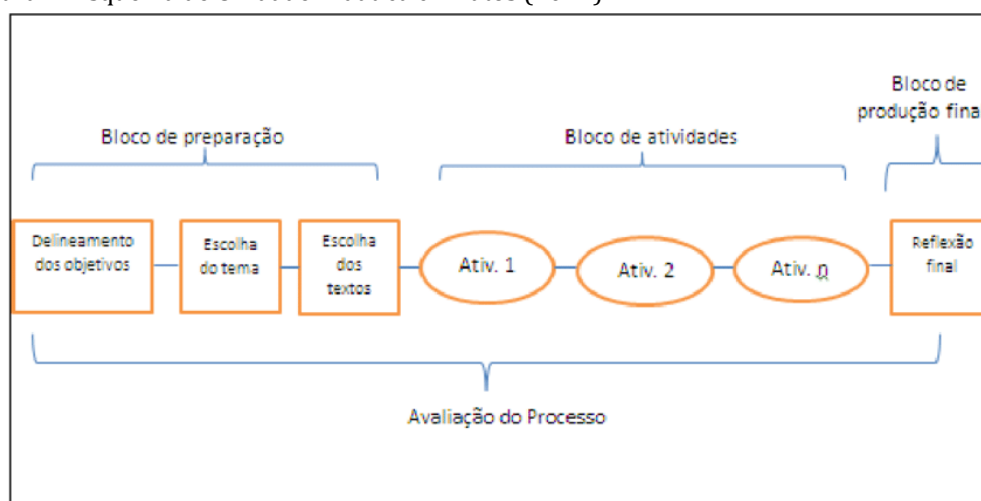 Bloco de
produção fina
Bloco de preparação
Bloco de atividades
Delineamento
dos objetivos
Escolha
do tema
Escolha
dos
textos
Ativ. 1
Ativ. 2
Ativ. n
Reflexão
final
Avaliação do Processo